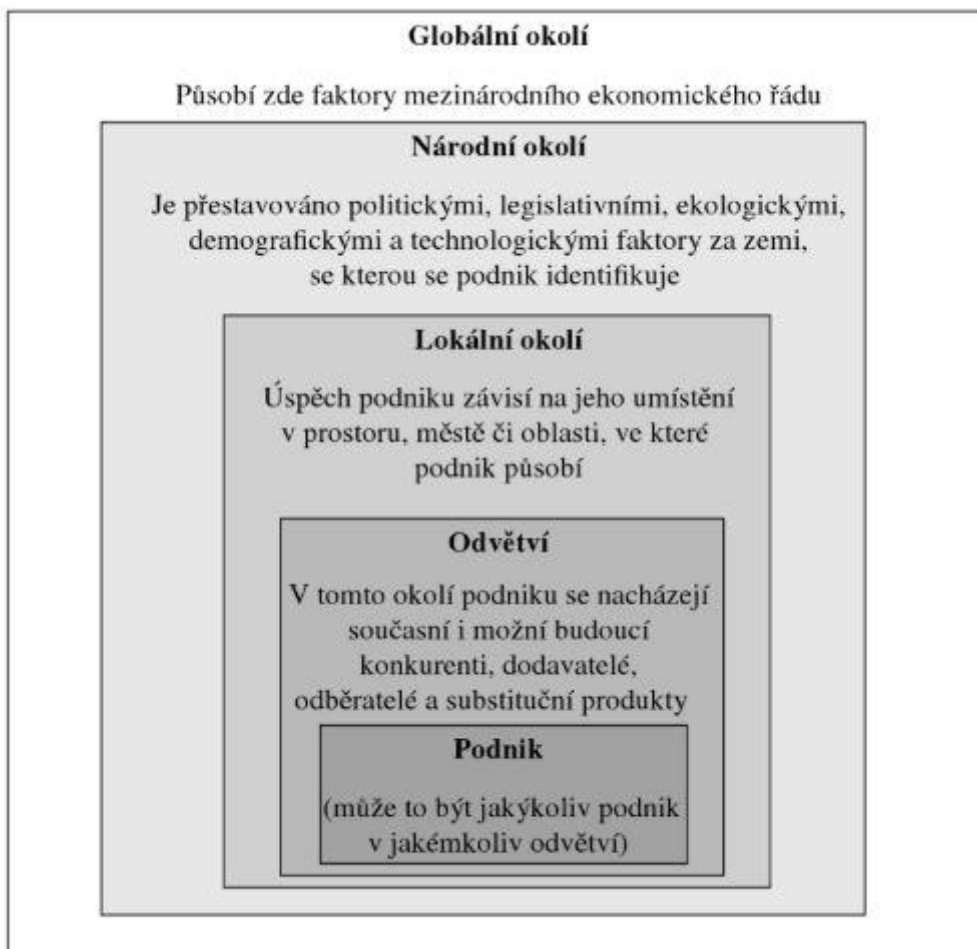 Globální okolí
Působí zde faktory mezinárodního ekonomického řádu
Národní okolí
Je přestavováno politickými, legislativními, ekologickými,
demografickými a technologickými faktory za zemi,
se kterou se podnik identifikuje
Lokální okolí
Úspěch podniku závisí na jeho umístění
v prostoru, městě či oblasti, ve které
podnik působí
Odvětví
V tomto okolí podniku se nacházejí
současní i možní budoucí
konkurenti, dodavatelé,
odběratelé a substituční produkty
Podnik
(může to být jakýkoliv podnik
v jakémkoliv odvětví)